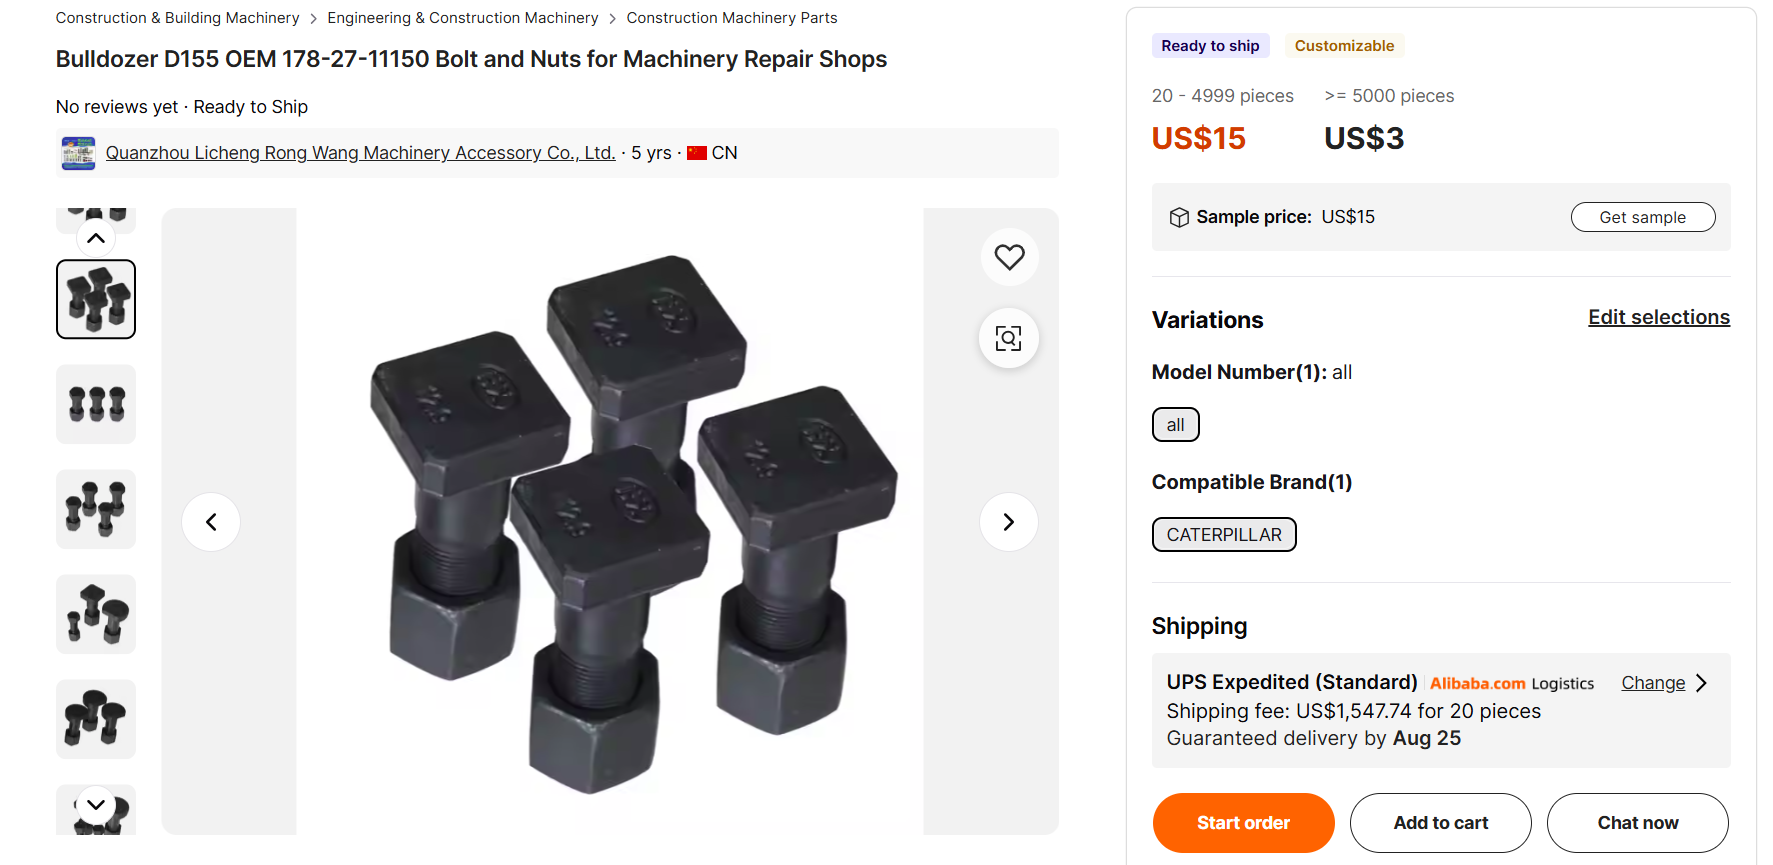 Construction & Building Machinery > Engineering & Construction Machinery > Construction Machinery Parts
Bulldozer D155 OEM 178-27-11150 Bolt and Nuts for Machinery Repair Shops
No reviews yet · Ready to Ship
Quanzhou Licheng Rong Wang Machinery Accessory Co., Ltd. · 5 yrs · CN
Ready to ship Customizable
20 - 4999 pieces >= 5000 pieces
US$15 US$3
Sample price: US$15 Get sample
Variations Edit selections
Model Number(1): all
all
Compatible Brand(1)
CATERPILLAR
Shipping
UPS Expedited (Standard) Alibaba.com Logistics Change
Shipping fee: US$1,547.74 for 20 pieces
Guaranteed delivery by Aug 25
Start order Add to cart Chat now